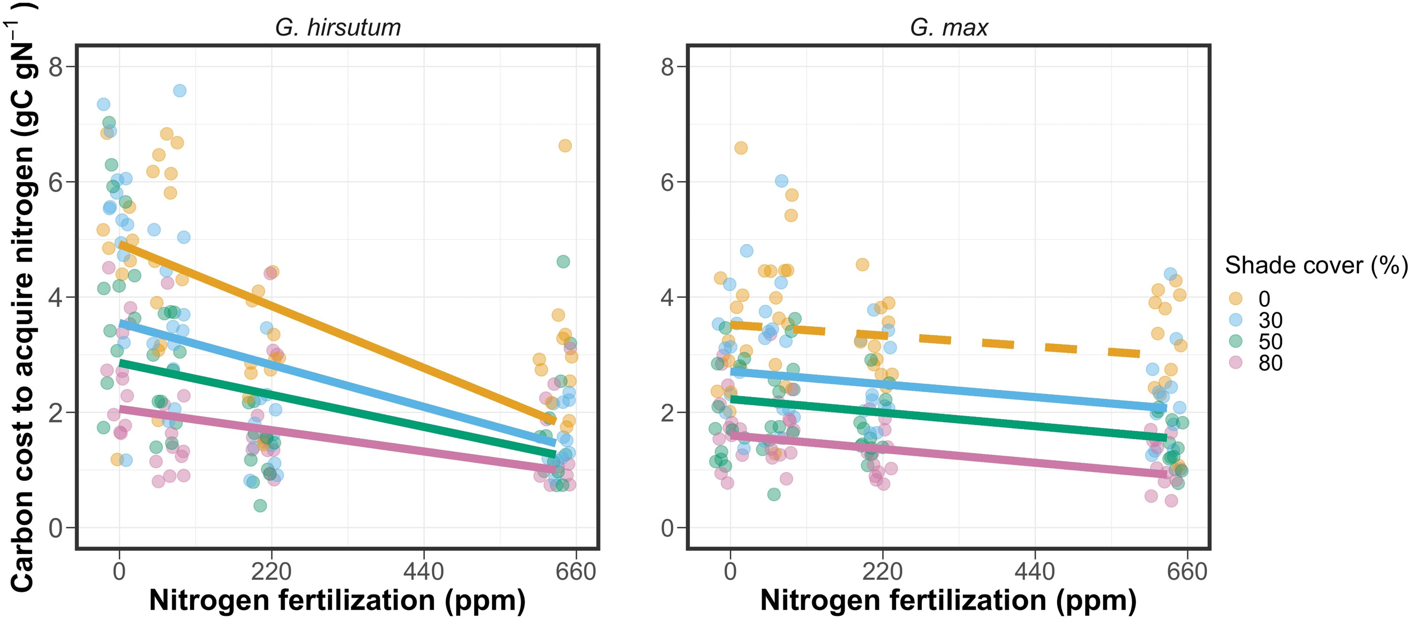 G. hirsutum
G. max
Carbon cost to acquire nitrogen (gC gN⁻¹)
8
6
4
2
0
8
6
4
2
0
0 220 440 660
0 220 440 660
Nitrogen fertilization (ppm)
Nitrogen fertilization (ppm)
Shade cover (%)
0
30
50
80